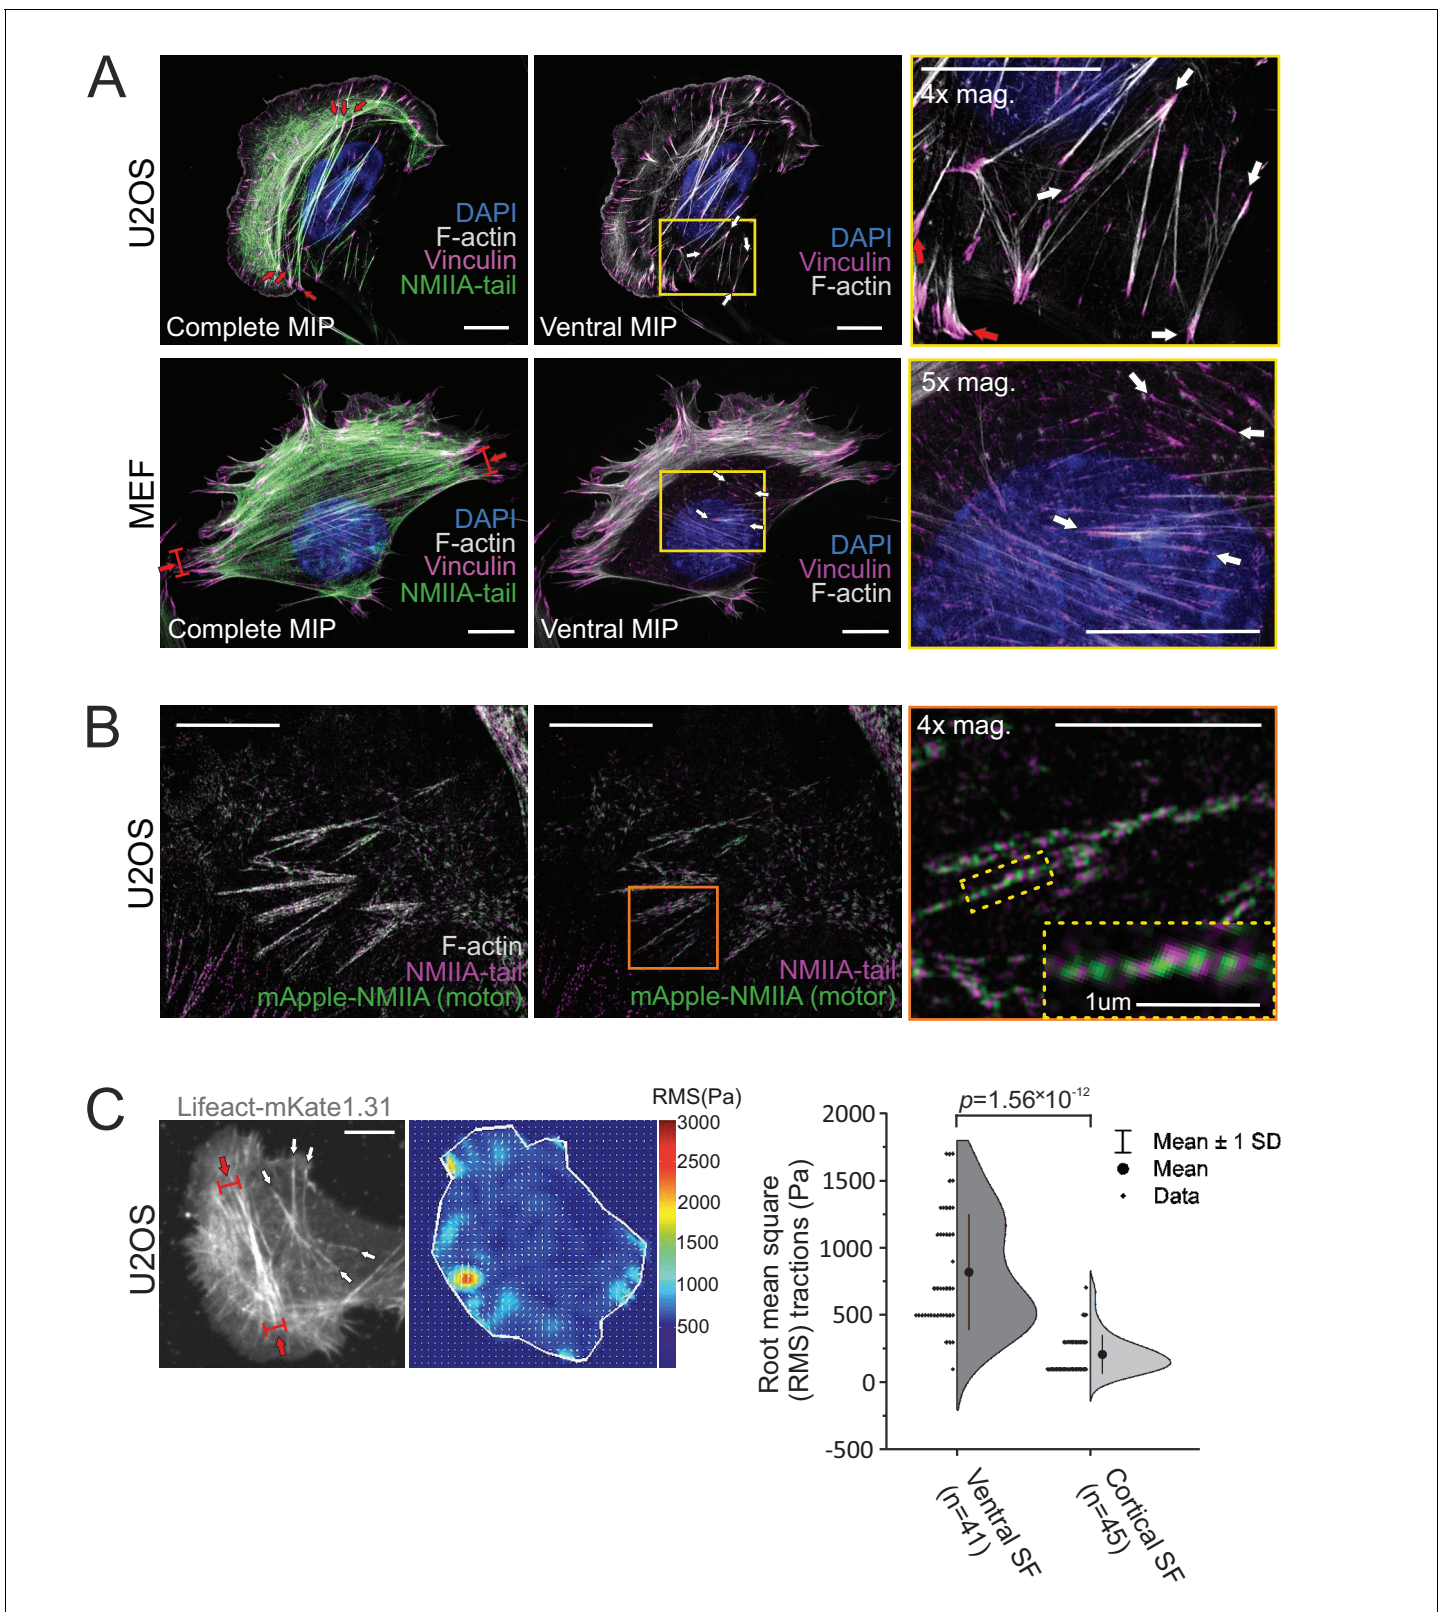 A
U2OS
DAPI
F-actin
Vinculin
NMIIA-tail
Complete MIP
DAPI
Vinculin
F-actin
Ventral MIP
4x mag.
MEF
DAPI
F-actin
Vinculin
NMIIA-tail
Complete MIP
DAPI
Vinculin
F-actin
Ventral MIP
5x mag.
B
U2OS
F-actin
NMIIA-tail
mApple-NMIIA (motor)
NMIIA-tail
mApple-NMIIA (motor)
4x mag.
1um
C
U2OS
Lifeact-mKate1.31
RMS(Pa)
3000
2500
2000
1500
1000
500
Root mean square
(RMS) tractions (Pa)
2000
1500
1000
500
0
-500
p=1.56×10⁻¹²
Mean ± 1 SD
Mean
Data
Ventral SF
(n=41)
Cortical SF
(n=45)